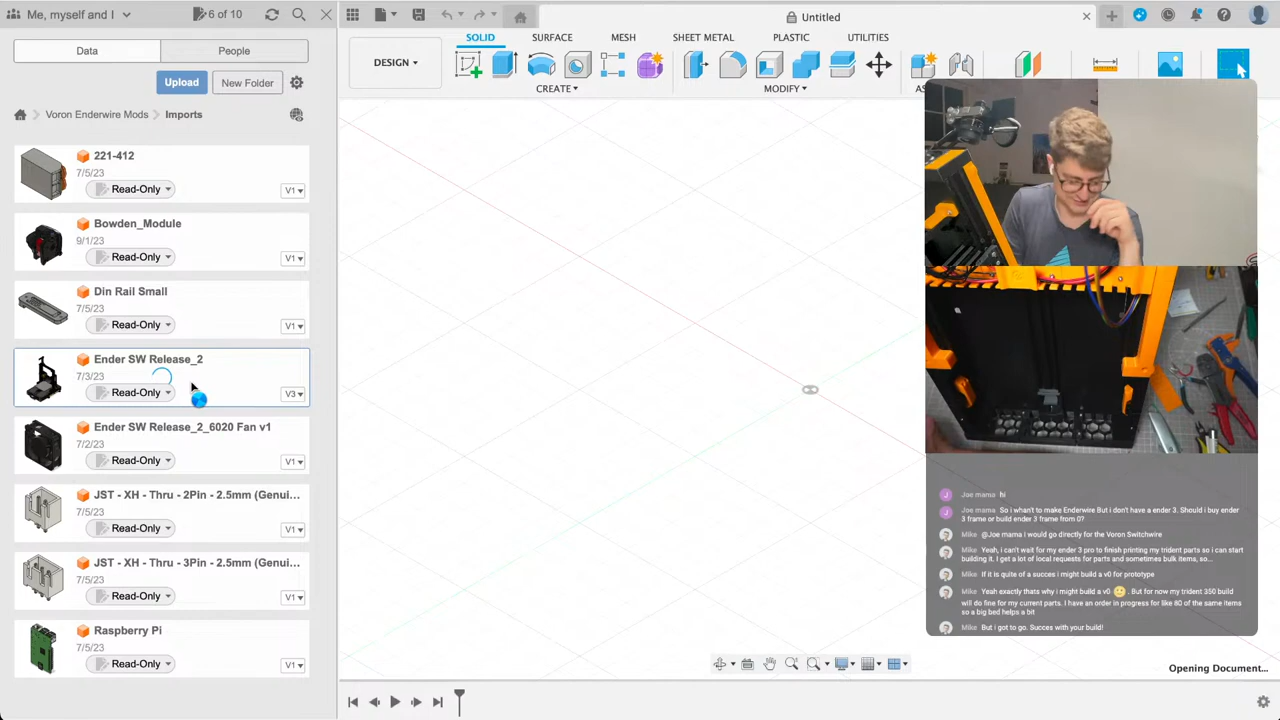 Me, myself and I
6 of 10
Untitled
Data
People
Upload
New Folder
Voron Enderwire Mods
Imports
221-412
7/5/23
Read-Only
V1
Bowden_Module
9/1/23
Read-Only
V1
Din Rail Small
7/5/23
Read-Only
V1
Ender SW Release_2
7/3/23
Read-Only
V3
Ender SW Release_2_6020 Fan v1
7/2/23
Read-Only
V1
JST - XH - Thru - 2Pin - 2.5mm (Genui...
7/5/23
Read-Only
V1
JST - XH - Thru - 3Pin - 2.5mm (Genui...
7/5/23
Read-Only
V1
Raspberry Pi
7/5/23
Read-Only
V1
DESIGN
SOLID
SURFACE
MESH
SHEET METAL
PLASTIC
UTILITIES
CREATE
MODIFY
AS
J Joe mama hi
J Joe mama So i whan't to make Enderwire But i don't have a ender 3. Should i buy ender
3 frame or build ender 3 frame from 0?
Mike @Joe mama i would go directly for the Voron Switchwire
Mike Yeah, i can't wait for my ender 3 pro to finish printing my trident parts so i can start
building it. I get a lot of local requests for parts and sometimes bulk items, so...
Mike If it is quite of a succes i might build a v0 for prototype
Mike Yeah exactly thats why i might build a v0 🙂 . But for now my trident 350 build
will do fine for my current parts. I have an order in progress for like 80 of the same items
so a big bed helps a bit
Mike But i got to go. Succes with your build!
Opening Document...